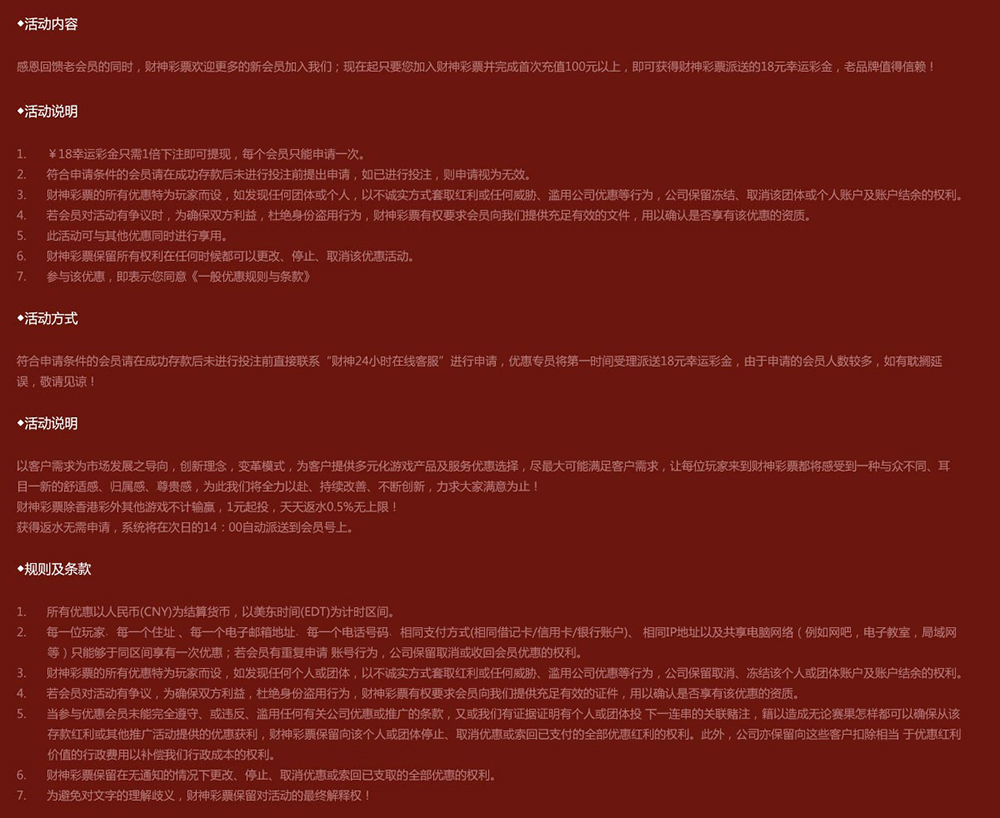 ◆活动内容
感恩回馈老会员的同时，财神彩票欢迎更多的新会员加入我们；现在起只要您加入财神彩票并完成首次充值100元以上，即可获得财神彩票派送的18元幸运彩金，老品牌值得信赖！
◆活动说明
1. ￥18幸运彩金只需1倍下注即可提现，每个会员只能申请一次。
2. 符合申请条件的会员请在成功存款后未进行投注前提出申请，如已进行投注，则申请视为无效。
3. 财神彩票的所有优惠特为玩家而设，如发现任何团体或个人，以不诚实方式套取红利或任何威胁、滥用公司优惠等行为，公司保留冻结、取消该团体或个人账户及账户结余的权利。
4. 若会员对活动有争议时，为确保双方利益，杜绝身份盗用行为，财神彩票有权要求会员向我们提供充足有效的文件，用以确认是否享有该优惠的资质。
5. 此活动可与其他优惠同时进行享用。
6. 财神彩票保留所有权利在任何时候都可以更改、停止、取消该优惠活动。
7. 参与该优惠，即表示您同意《一般优惠规则与条款》
◆活动方式
符合申请条件的会员请在成功存款后未进行投注前直接联系“财神24小时在线客服”进行申请，优惠专员将第一时间受理派送18元幸运彩金，由于申请的会员人数较多，如有耽搁延
误，敬请见谅！
◆活动说明
以客户需求为市场发展之导向，创新理念，变革模式，为客户提供多元化游戏产品及服务优惠选择，尽最大可能满足客户需求，让每位玩家来到财神彩票都将感受到一种与众不同、耳
目一新的舒适感、归属感、尊贵感，为此我们将全力以赴、持续改善、不断创新，力求大家满意为止！
财神彩票除香港彩外其他游戏不计输赢，1元起投，天天返水0.5%无上限！
获得返水无需申请，系统将在次日的14：00自动派送到会员号上。
◆规则及条款
1. 所有优惠以人民币(CNY)为结算货币，以美东时间(EDT)为计时区间。
2. 每一位玩家﹑每一个住址 、每一个电子邮箱地址﹑每一个电话号码﹑相同支付方式(相同借记卡/信用卡/银行账户)、 相同IP地址以及共享电脑网络（例如网吧，电子教室，局域网
等）只能够于同区间享有一次优惠；若会员有重复申请 账号行为，公司保留取消或收回会员优惠的权利。
3. 财神彩票的所有优惠特为玩家而设，如发现任何个人或团体，以不诚实方式套取红利或任何威胁、滥用公司优惠等行为，公司保留取消、冻结该个人或团体账户及账户结余的权利。
4. 若会员对活动有争议，为确保双方利益，杜绝身份盗用行为，财神彩票有权要求会员向我们提供充足有效的证件，用以确认是否享有该优惠的资质。
5. 当参与优惠会员未能完全遵守、或违反、滥用任何有关公司优惠或推广的条款，又或我们有证据证明有个人或团体投 下一连串的关联赌注，籍以造成无论赛果怎样都可以确保从该
存款红利或其他推广活动提供的优惠获利，财神彩票保留向该个人或团体停止、取消优惠或索回已支付的全部优惠红利的权利。此外，公司亦保留向这些客户扣除相当 于优惠红利
价值的行政费用以补偿我们行政成本的权利。
6. 财神彩票保留在无通知的情况下更改、停止、取消优惠或索回已支取的全部优惠的权利。
7. 为避免对文字的理解歧义，财神彩票保留对活动的最终解释权！